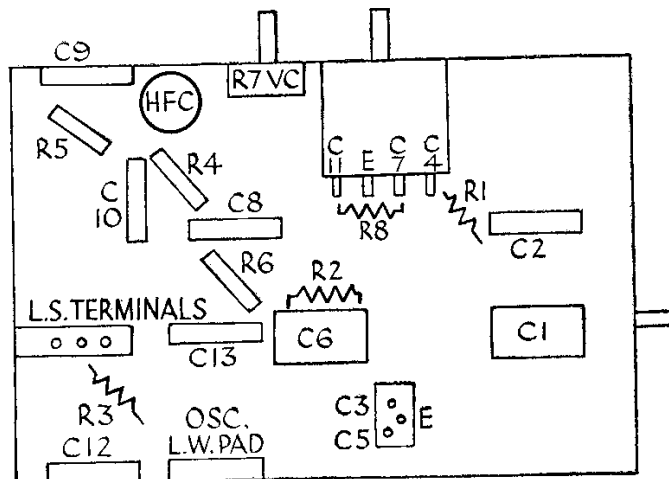 C9
HFC
R7 VC
R5
C
10
R4
C8
C
11
E
C
7
C
4
R8
R1
C2
R6
R2
L.S. TERMINALS
C13
C6
C1
R3
C12
OSC.
L.W. PAD
C3
C5
E